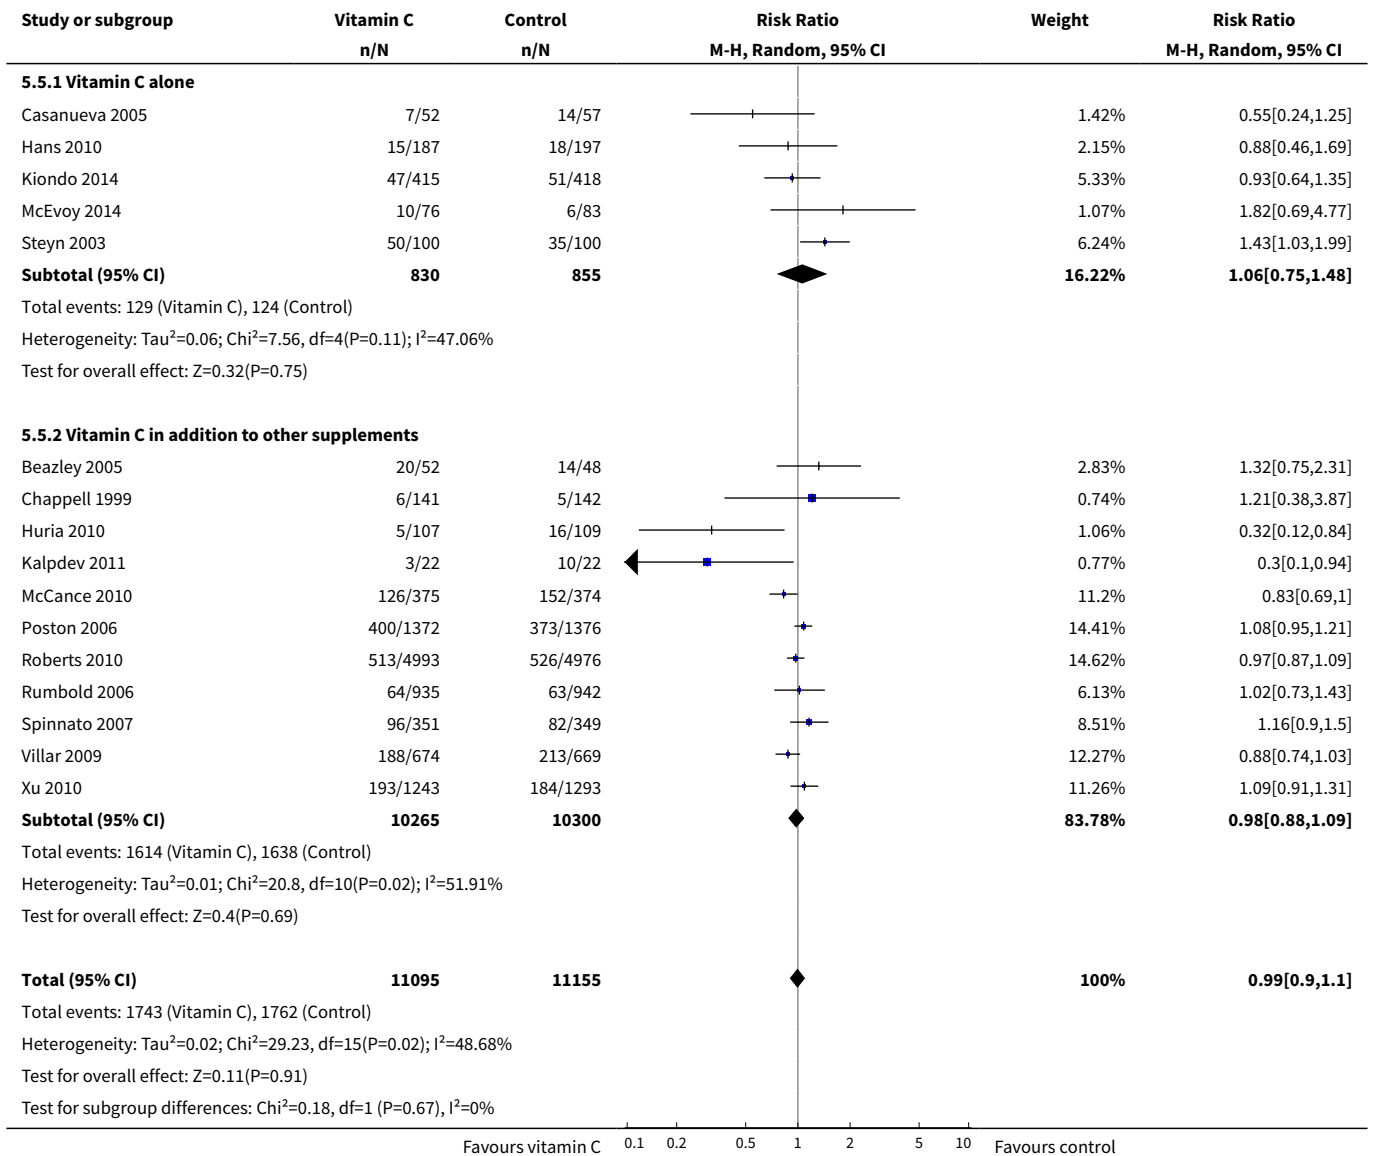 Study or subgroup Vitamin C Control Risk Ratio Weight Risk Ratio
n/N n/N M-H, Random, 95% CI M-H, Random, 95% CI
5.5.1 Vitamin C alone
Casanueva 2005 7/52 14/57 1.42% 0.55[0.24,1.25]
Hans 2010 15/187 18/197 2.15% 0.88[0.46,1.69]
Kiondo 2014 47/415 51/418 5.33% 0.93[0.64,1.35]
McEvoy 2014 10/76 6/83 1.07% 1.82[0.69,4.77]
Steyn 2003 50/100 35/100 6.24% 1.43[1.03,1.99]
Subtotal (95% CI) 830 855 16.22% 1.06[0.75,1.48]
Total events: 129 (Vitamin C), 124 (Control)
Heterogeneity: Tau²=0.06; Chi²=7.56, df=4(P=0.11); I²=47.06%
Test for overall effect: Z=0.32(P=0.75)
5.5.2 Vitamin C in addition to other supplements
Beazley 2005 20/52 14/48 2.83% 1.32[0.75,2.31]
Chappell 1999 6/141 5/142 0.74% 1.21[0.38,3.87]
Huria 2010 5/107 16/109 1.06% 0.32[0.12,0.84]
Kalpdev 2011 3/22 10/22 0.77% 0.3[0.1,0.94]
McCance 2010 126/375 152/374 11.2% 0.83[0.69,1]
Poston 2006 400/1372 373/1376 14.41% 1.08[0.95,1.21]
Roberts 2010 513/4993 526/4976 14.62% 0.97[0.87,1.09]
Rumbold 2006 64/935 63/942 6.13% 1.02[0.73,1.43]
Spinnato 2007 96/351 82/349 8.51% 1.16[0.9,1.5]
Villar 2009 188/674 213/669 12.27% 0.88[0.74,1.03]
Xu 2010 193/1243 184/1293 11.26% 1.09[0.91,1.31]
Subtotal (95% CI) 10265 10300 83.78% 0.98[0.88,1.09]
Total events: 1614 (Vitamin C), 1638 (Control)
Heterogeneity: Tau²=0.01; Chi²=20.8, df=10(P=0.02); I²=51.91%
Test for overall effect: Z=0.4(P=0.69)
Total (95% CI) 11095 11155 100% 0.99[0.9,1.1]
Total events: 1743 (Vitamin C), 1762 (Control)
Heterogeneity: Tau²=0.02; Chi²=29.23, df=15(P=0.02); I²=48.68%
Test for overall effect: Z=0.11(P=0.91)
Test for subgroup differences: Chi²=0.18, df=1 (P=0.67), I²=0%
Favours vitamin C 0.1 0.2 0.5 1 2 5 10 Favours control